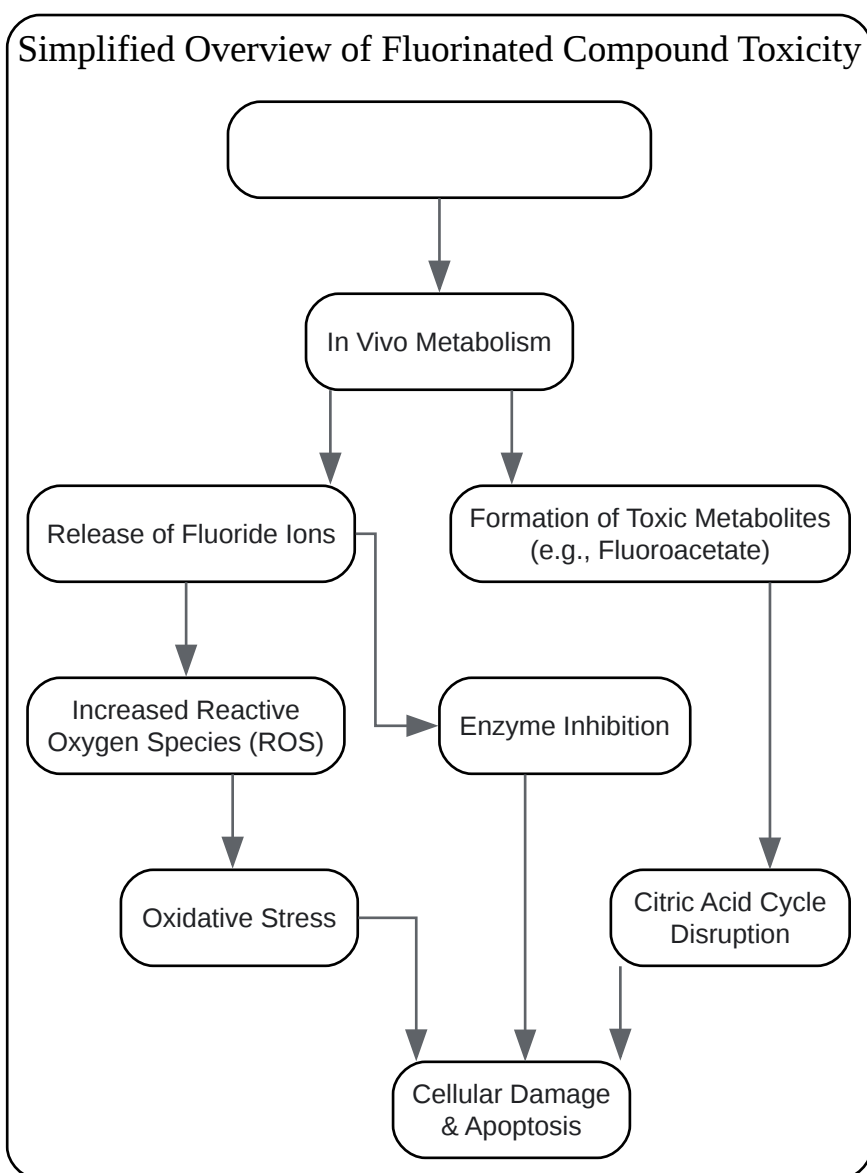 Simplified Overview of Fluorinated Compound Toxicity
In Vivo Metabolism
Release of Fluoride Ions
Formation of Toxic Metabolites
(e.g., Fluoroacetate)
Increased Reactive
Oxygen Species (ROS)
Enzyme Inhibition
Oxidative Stress
Citric Acid Cycle
Disruption
Cellular Damage
& Apoptosis